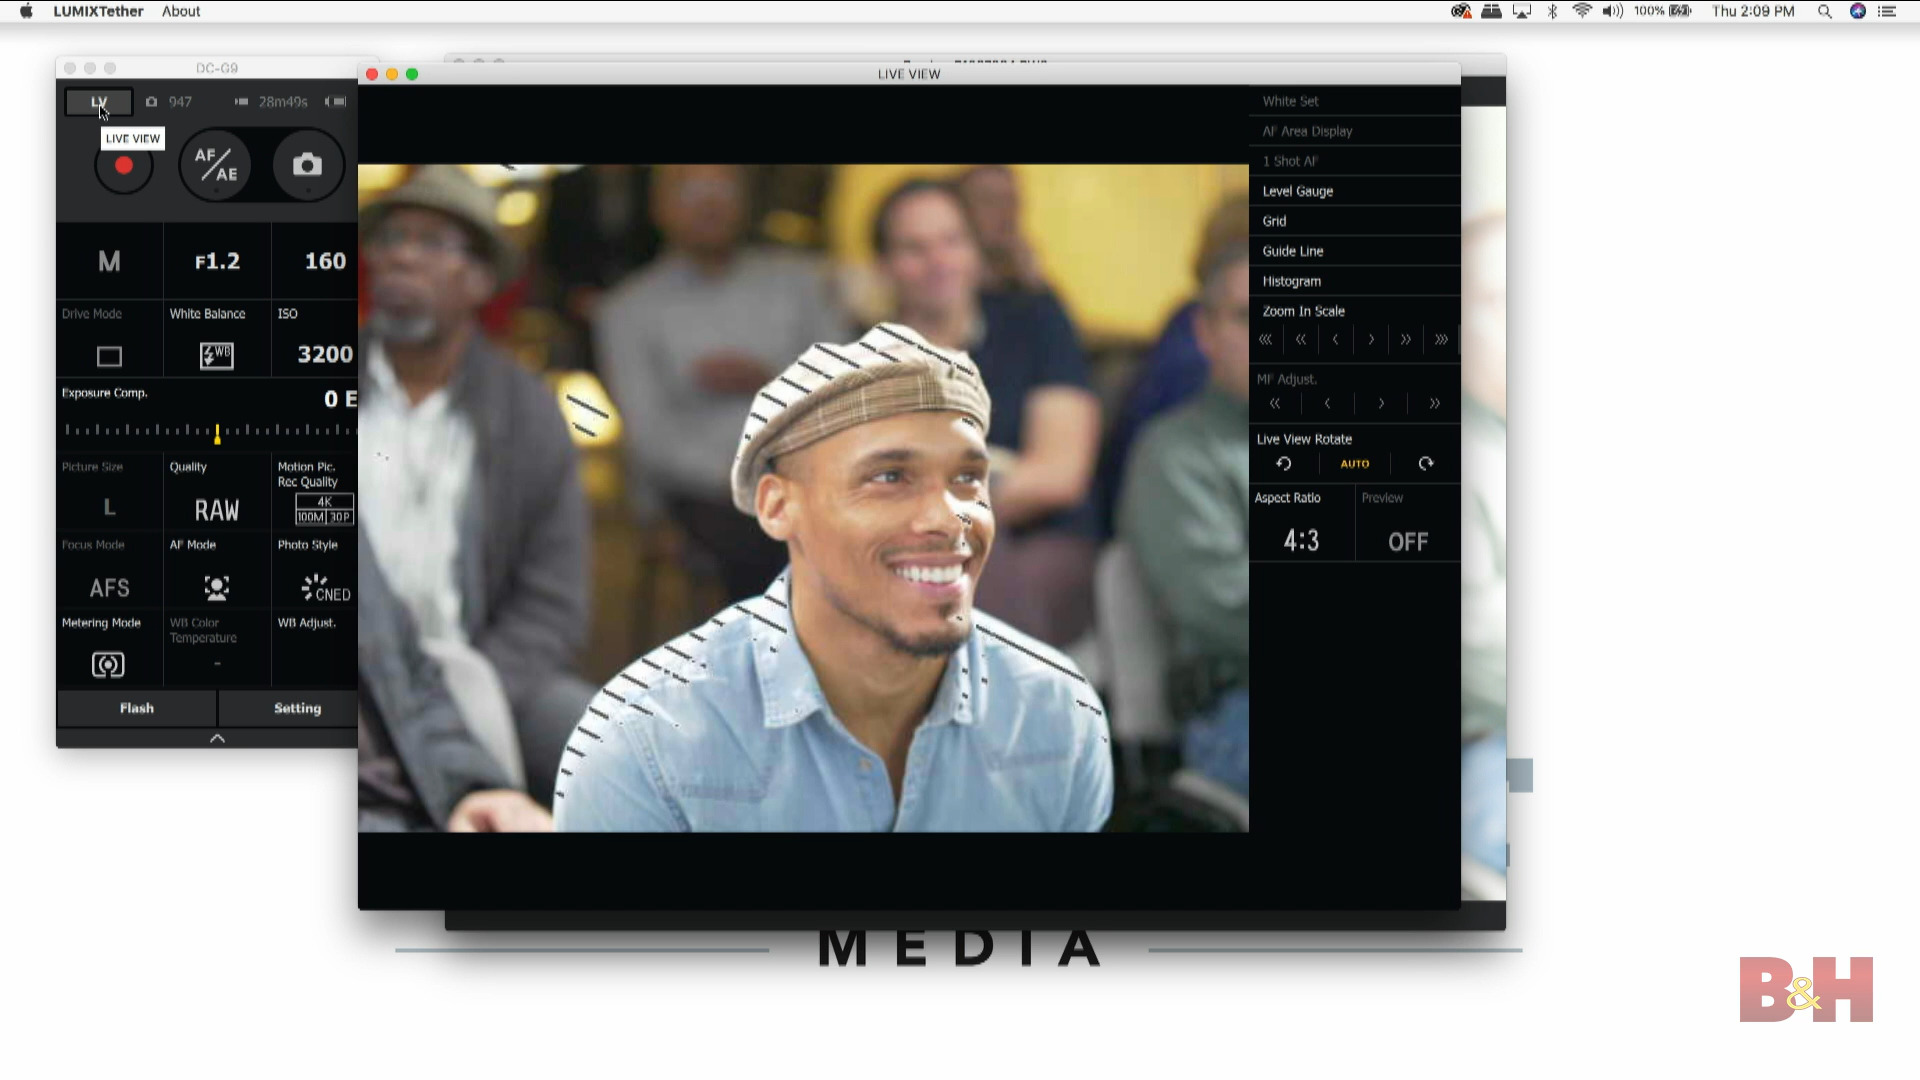 LUMIXTether About
100% Thu 2:09 PM
DC-G9
LIVE VIEW
LV 947 28m49s
LIVE VIEW
AF/AE
M F1.2 160
Drive Mode White Balance ISO
WB 3200
Exposure Comp. 0 E
Picture Size Quality Motion Pic.
Rec Quality
L RAW 4K
100M 30P
Focus Mode AF Mode Photo Style
AFS CNED
Metering Mode WB Color
Temperature WB Adjust.
-
Flash Setting
White Set
AF Area Display
1 Shot AF
Level Gauge
Grid
Guide Line
Histogram
Zoom In Scale
MF Adjust.
Live View Rotate
AUTO
Aspect Ratio Preview
4:3 OFF
MEDIA
B&H